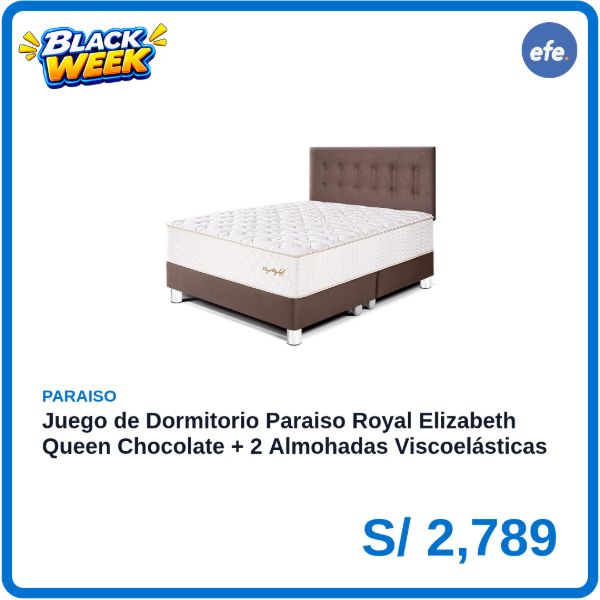 BLACK
WEEK
efe.
PARAISO
Juego de Dormitorio Paraiso Royal Elizabeth
Queen Chocolate + 2 Almohadas Viscoelásticas
S/ 2,789